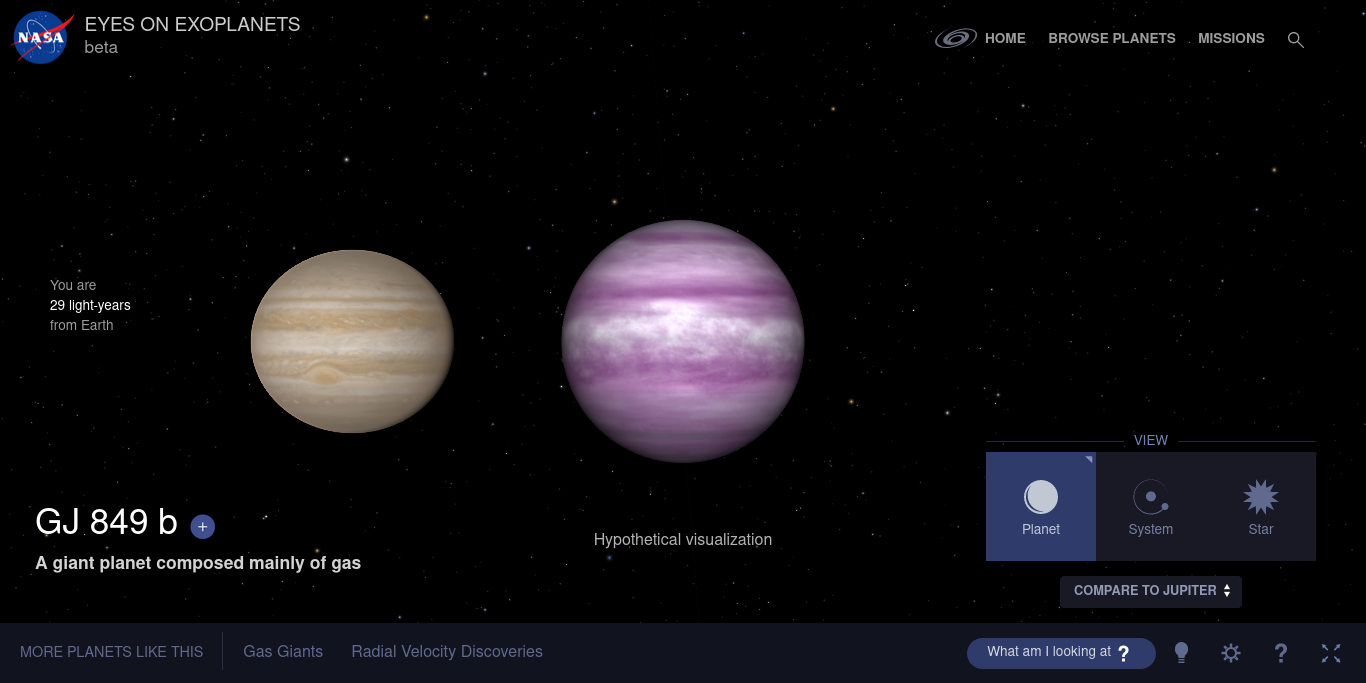 NASA
EYES ON EXOPLANETS
beta
HOME
BROWSE PLANETS
MISSIONS
You are
29 light-years
from Earth
VIEW
Planet
System
Star
GJ 849 b +
A giant planet composed mainly of gas
Hypothetical visualization
COMPARE TO JUPITER
MORE PLANETS LIKE THIS
Gas Giants
Radial Velocity Discoveries
What am I looking at ?
?